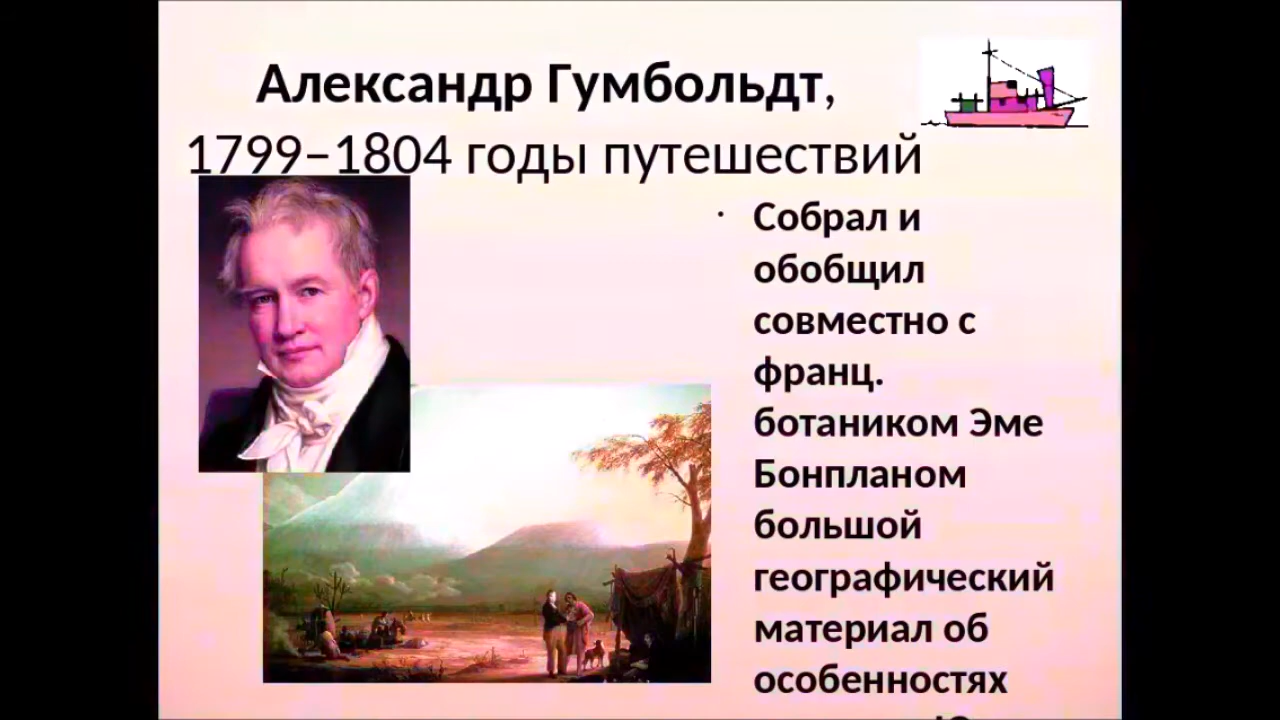 Александр Гумбольдт,
1799–1804 годы путешествий
• Собрал и
обобщил
совместно с
франц.
ботаником Эме
Бонпланом
большой
географический
материал об
особенностях